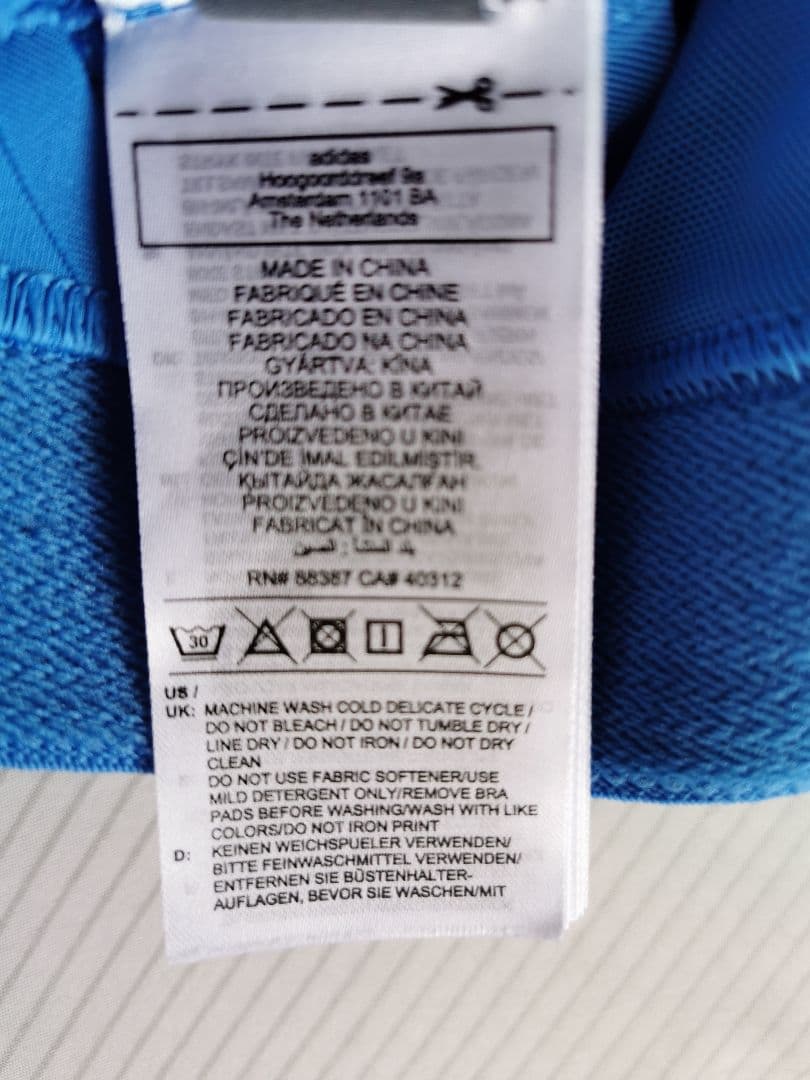 adidas
Hoogoorddreef 9a
Amsterdam 1101 BA
The Netherlands
MADE IN CHINA
FABRIQUÉ EN CHINE
FABRICADO EN CHINA
FABRICADO NA CHINA
GYÁRTVA: KÍNA
ПРОИЗВЕДЕНО В КИТАЙ
СДЕЛАНО В КИТАЕ
PROIZVEDENO U KINI
ÇİN'DE İMAL EDİLMİŞTİR
ҚЫТАЙДА ЖАСАЛҒАН
PROIZVEDENO U KINI
FABRICAT ÎN CHINA
بلد المنشأ : الصين
RN# 88387 CA# 40312
30
US /
UK: MACHINE WASH COLD DELICATE CYCLE /
DO NOT BLEACH / DO NOT TUMBLE DRY /
LINE DRY / DO NOT IRON / DO NOT DRY
CLEAN
DO NOT USE FABRIC SOFTENER/USE
MILD DETERGENT ONLY/REMOVE BRA
PADS BEFORE WASHING/WASH WITH LIKE
COLORS/DO NOT IRON PRINT
D: KEINEN WEICHSPUELER VERWENDEN/
BITTE FEINWASCHMITTEL VERWENDEN/
ENTFERNEN SIE BÜSTENHALTER-
AUFLAGEN, BEVOR SIE WASCHEN/MIT